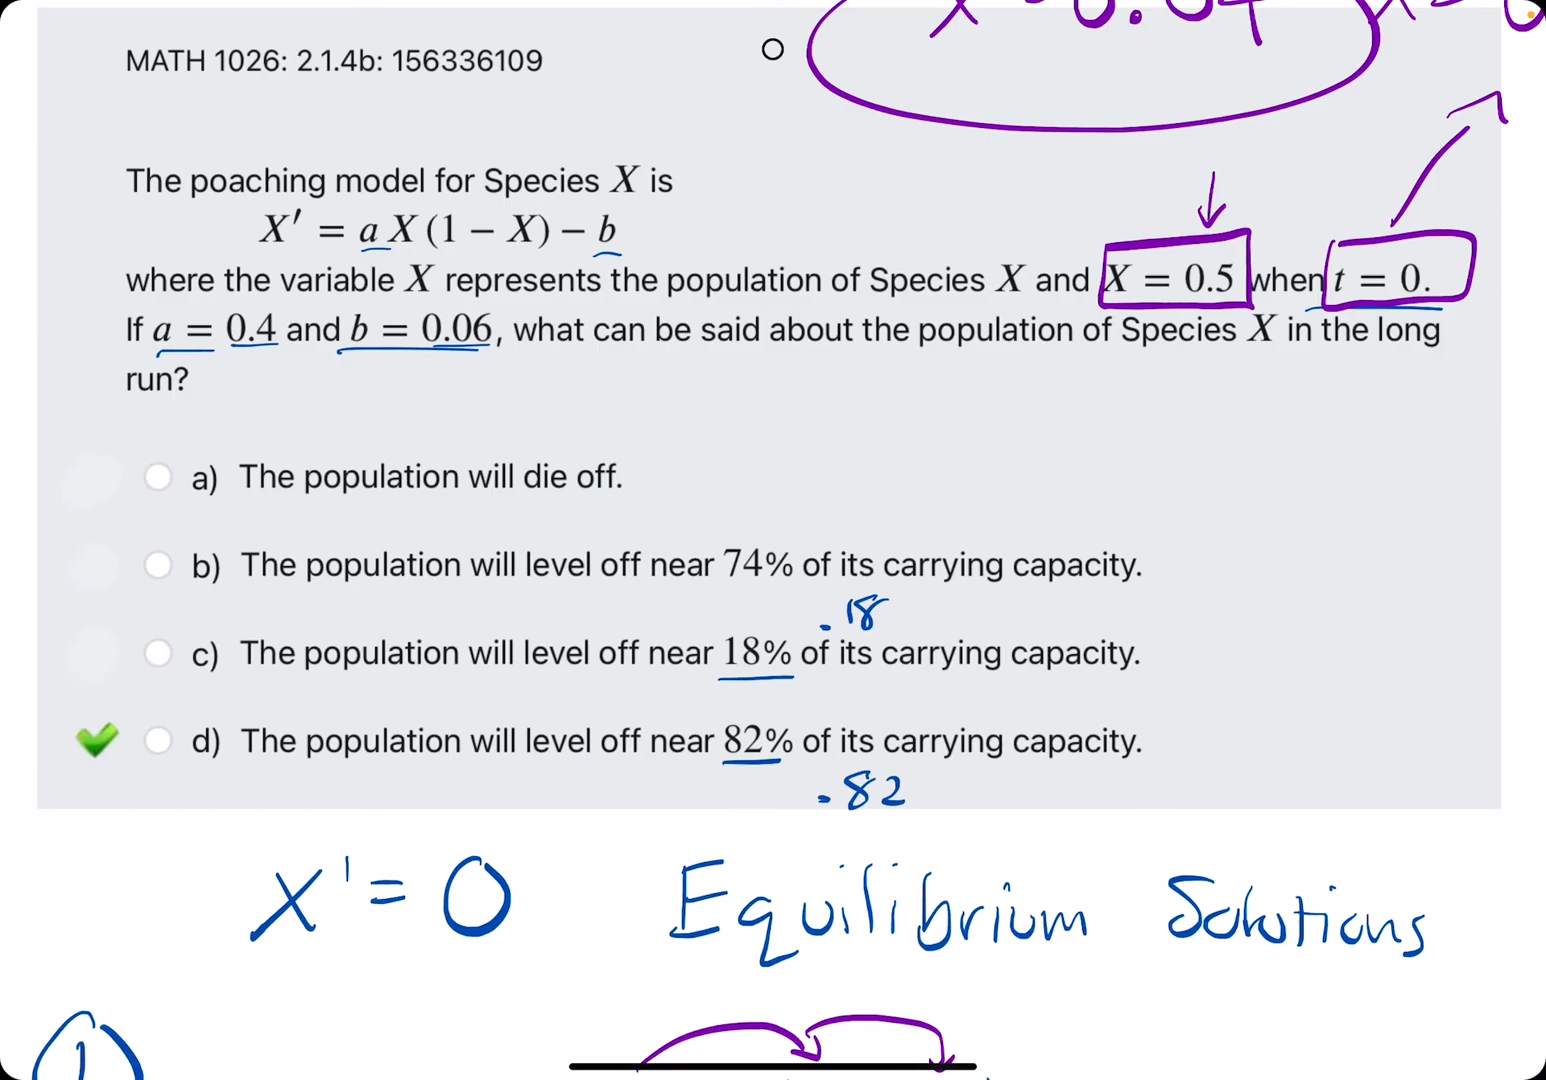 MATH 1026: 2.1.4b: 156336109
The poaching model for Species X is
X′ = a X (1 − X) − b
where the variable X represents the population of Species X and X = 0.5 when t = 0.
If a = 0.4 and b = 0.06, what can be said about the population of Species X in the long
run?
a) The population will die off.
b) The population will level off near 74% of its carrying capacity.
.18
c) The population will level off near 18% of its carrying capacity.
d) The population will level off near 82% of its carrying capacity.
.82
X' = 0 Equilibrium Solutions
1